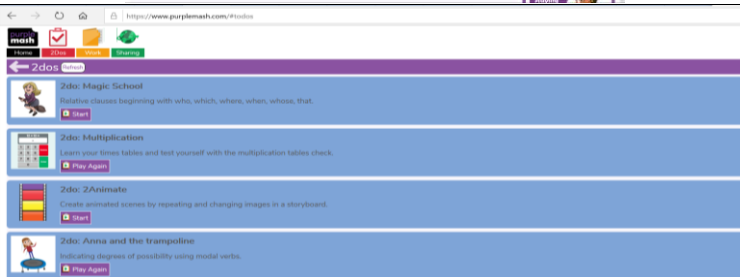 https://www.purplemash.com/#todos
purple
mash
Home
2Dos
Work
Sharing
2dos Refresh
2do: Magic School
Relative clauses beginning with who, which, where, when, whose, that.
Start
2do: Multiplication
Learn your times tables and test yourself with the multiplication tables check.
Play Again
2do: 2Animate
Create animated scenes by repeating and changing images in a storyboard.
Start
2do: Anna and the trampoline
Indicating degrees of possibility using modal verbs.
Play Again